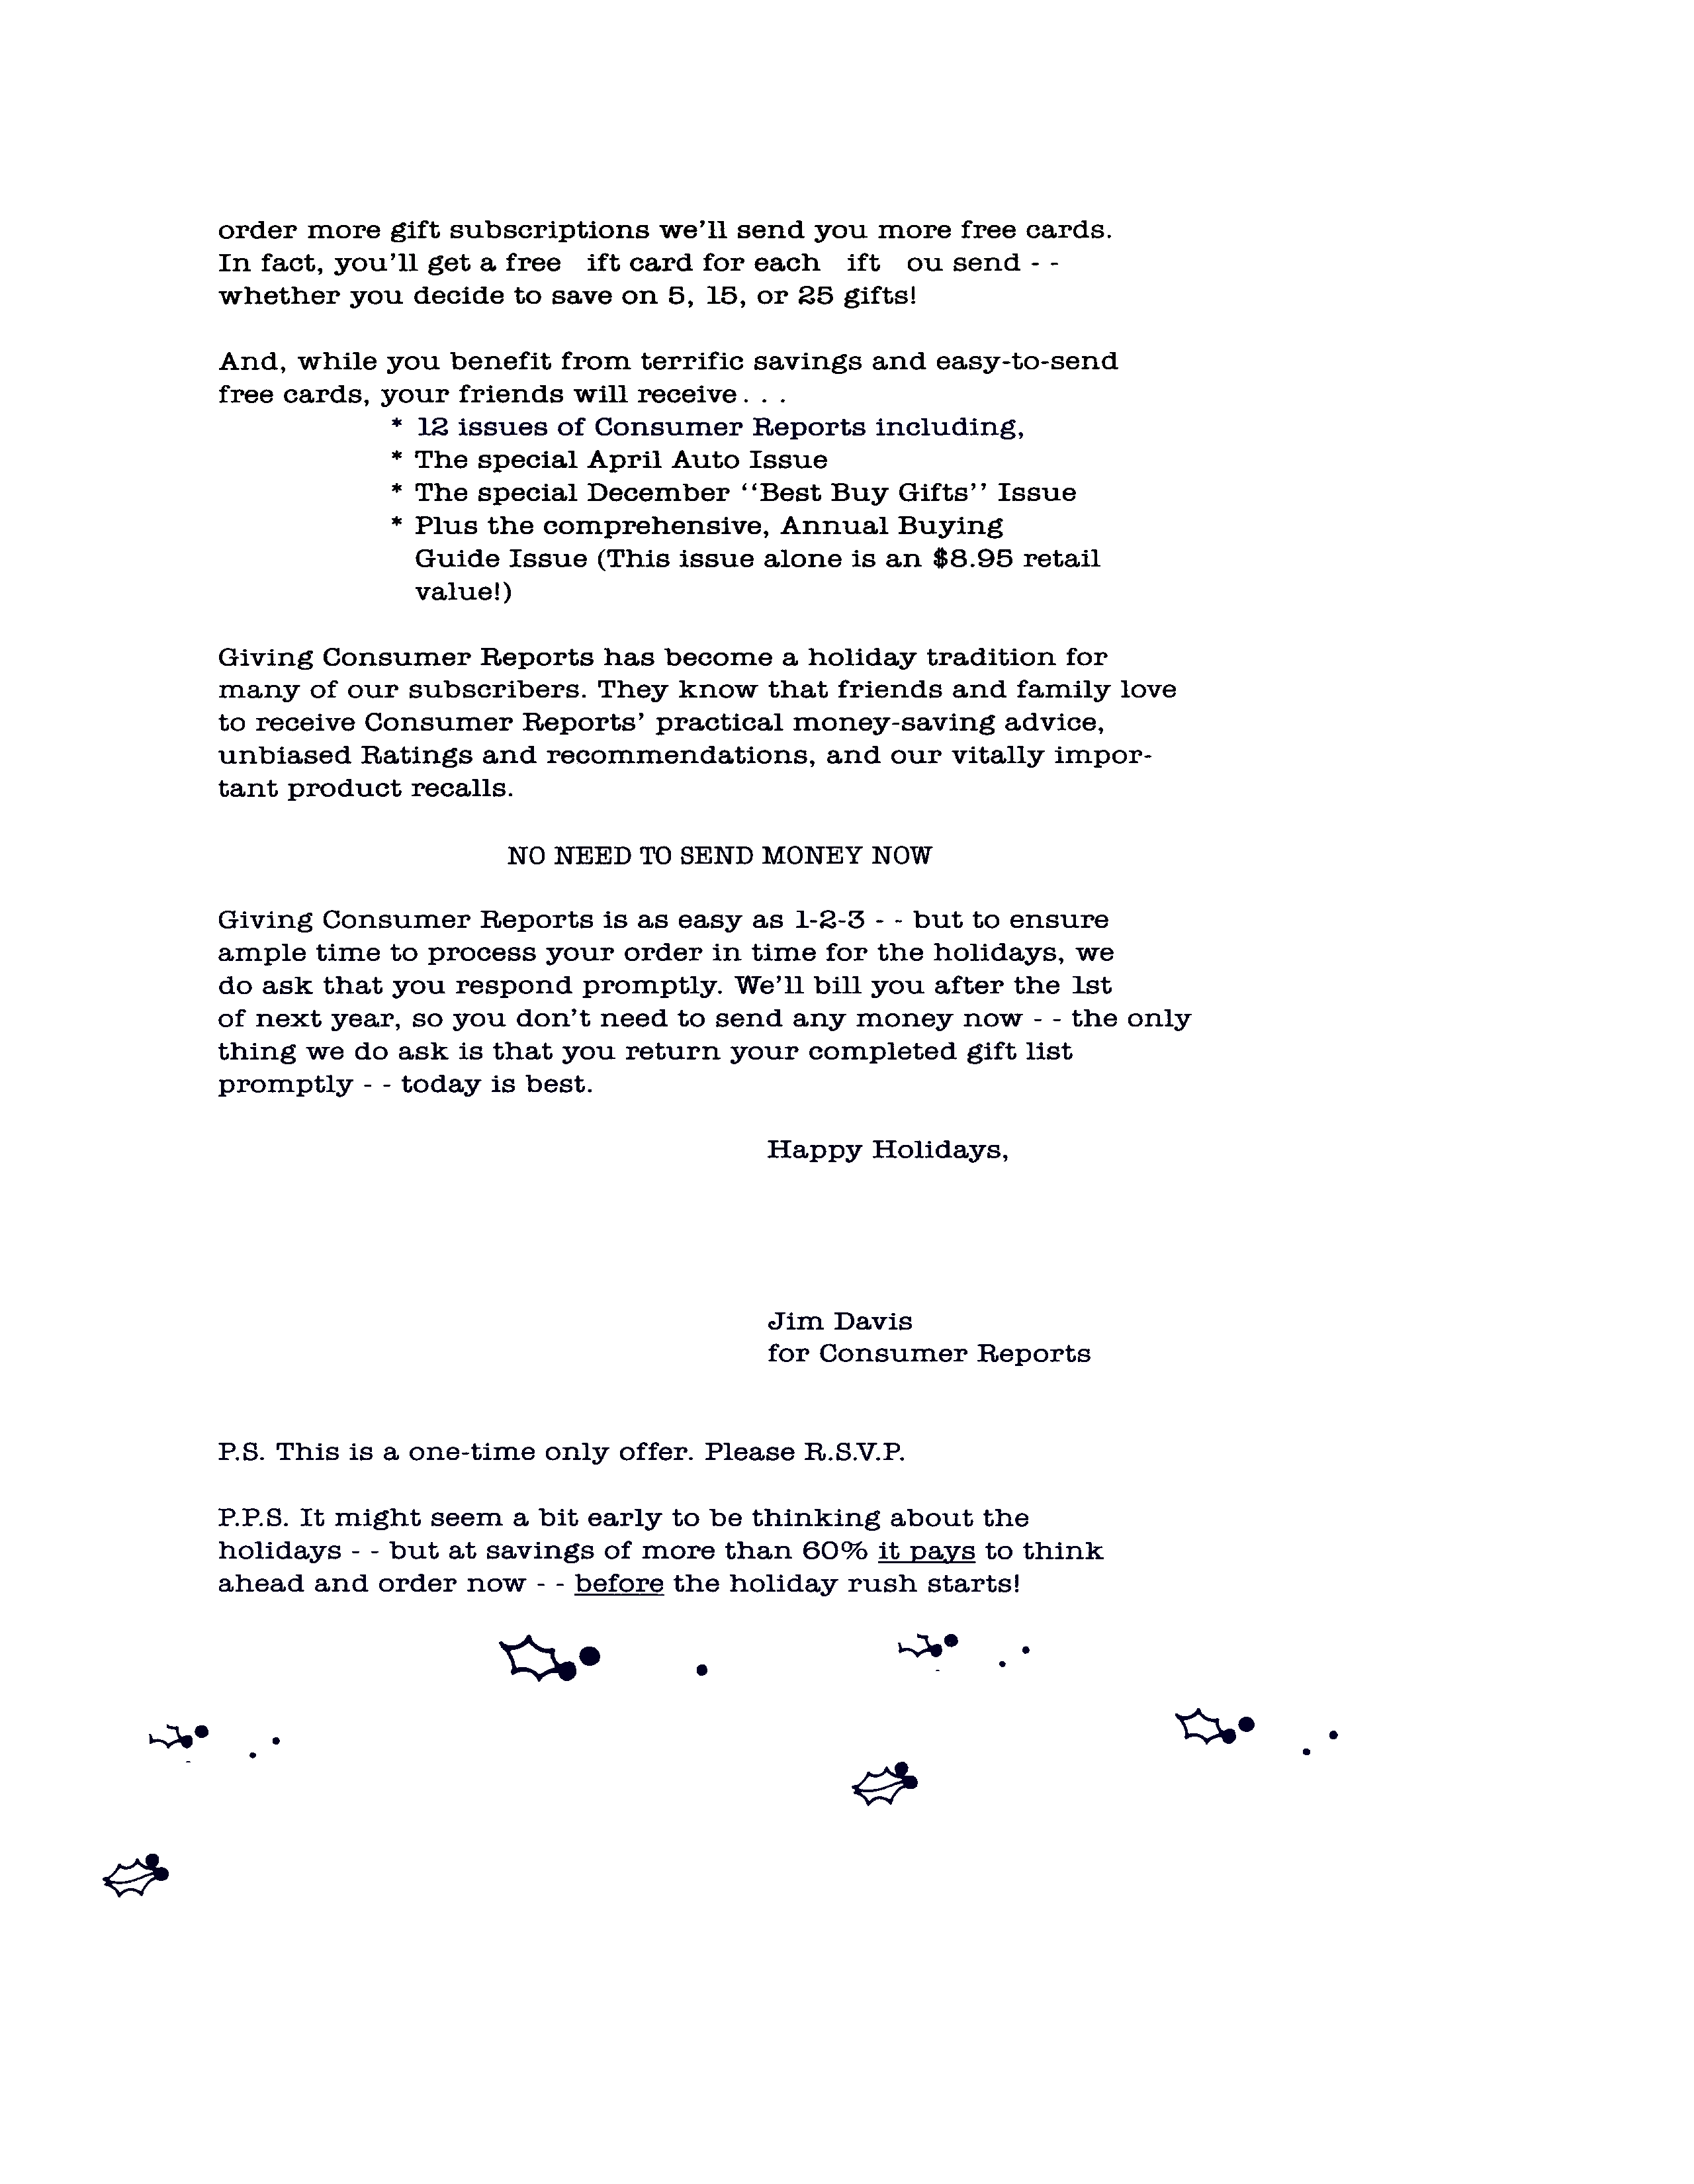 order more gift subscriptions we'll send you more free cards.
In fact, you'll get a free ift card for each ift ou send - -
whether you decide to save on 5, 15, or 25 gifts!
And, while you benefit from terrific savings and easy-to-send
free cards, your friends will receive. . .
* 12 issues of Consumer Reports including,
* The special April Auto Issue
* The special December ‘‘Best Buy Gifts’’ Issue
* Plus the comprehensive, Annual Buying
Guide Issue (This issue alone is an $8.95 retail
value!)
Giving Consumer Reports has become a holiday tradition for
many of our subscribers. They know that friends and family love
to receive Consumer Reports' practical money-saving advice,
unbiased Ratings and recommendations, and our vitally impor-
tant product recalls.
NO NEED TO SEND MONEY NOW
Giving Consumer Reports is as easy as 1-2-3 - - but to ensure
ample time to process your order in time for the holidays, we
do ask that you respond promptly. We'll bill you after the 1st
of next year, so you don't need to send any money now - - the only
thing we do ask is that you return your completed gift list
promptly - - today is best.
Happy Holidays,
Jim Davis
for Consumer Reports
P.S. This is a one-time only offer. Please R.S.V.P.
P.P.S. It might seem a bit early to be thinking about the
holidays - - but at savings of more than 60% it pays to think
ahead and order now - - before the holiday rush starts!